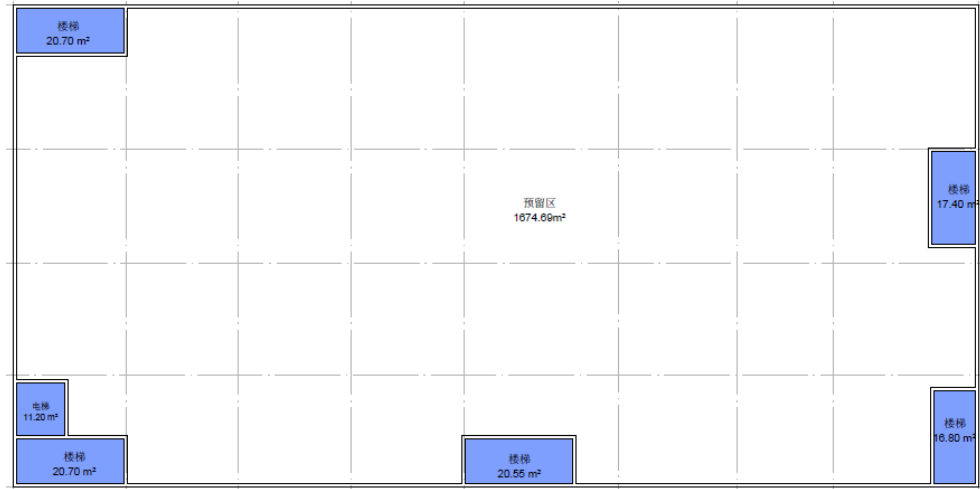 楼梯
20.70 m²
楼梯
17.40 m²
预留区
1674.69m²
电梯
11.20 m²
楼梯
20.70 m²
楼梯
20.55 m²
楼梯
16.80 m²